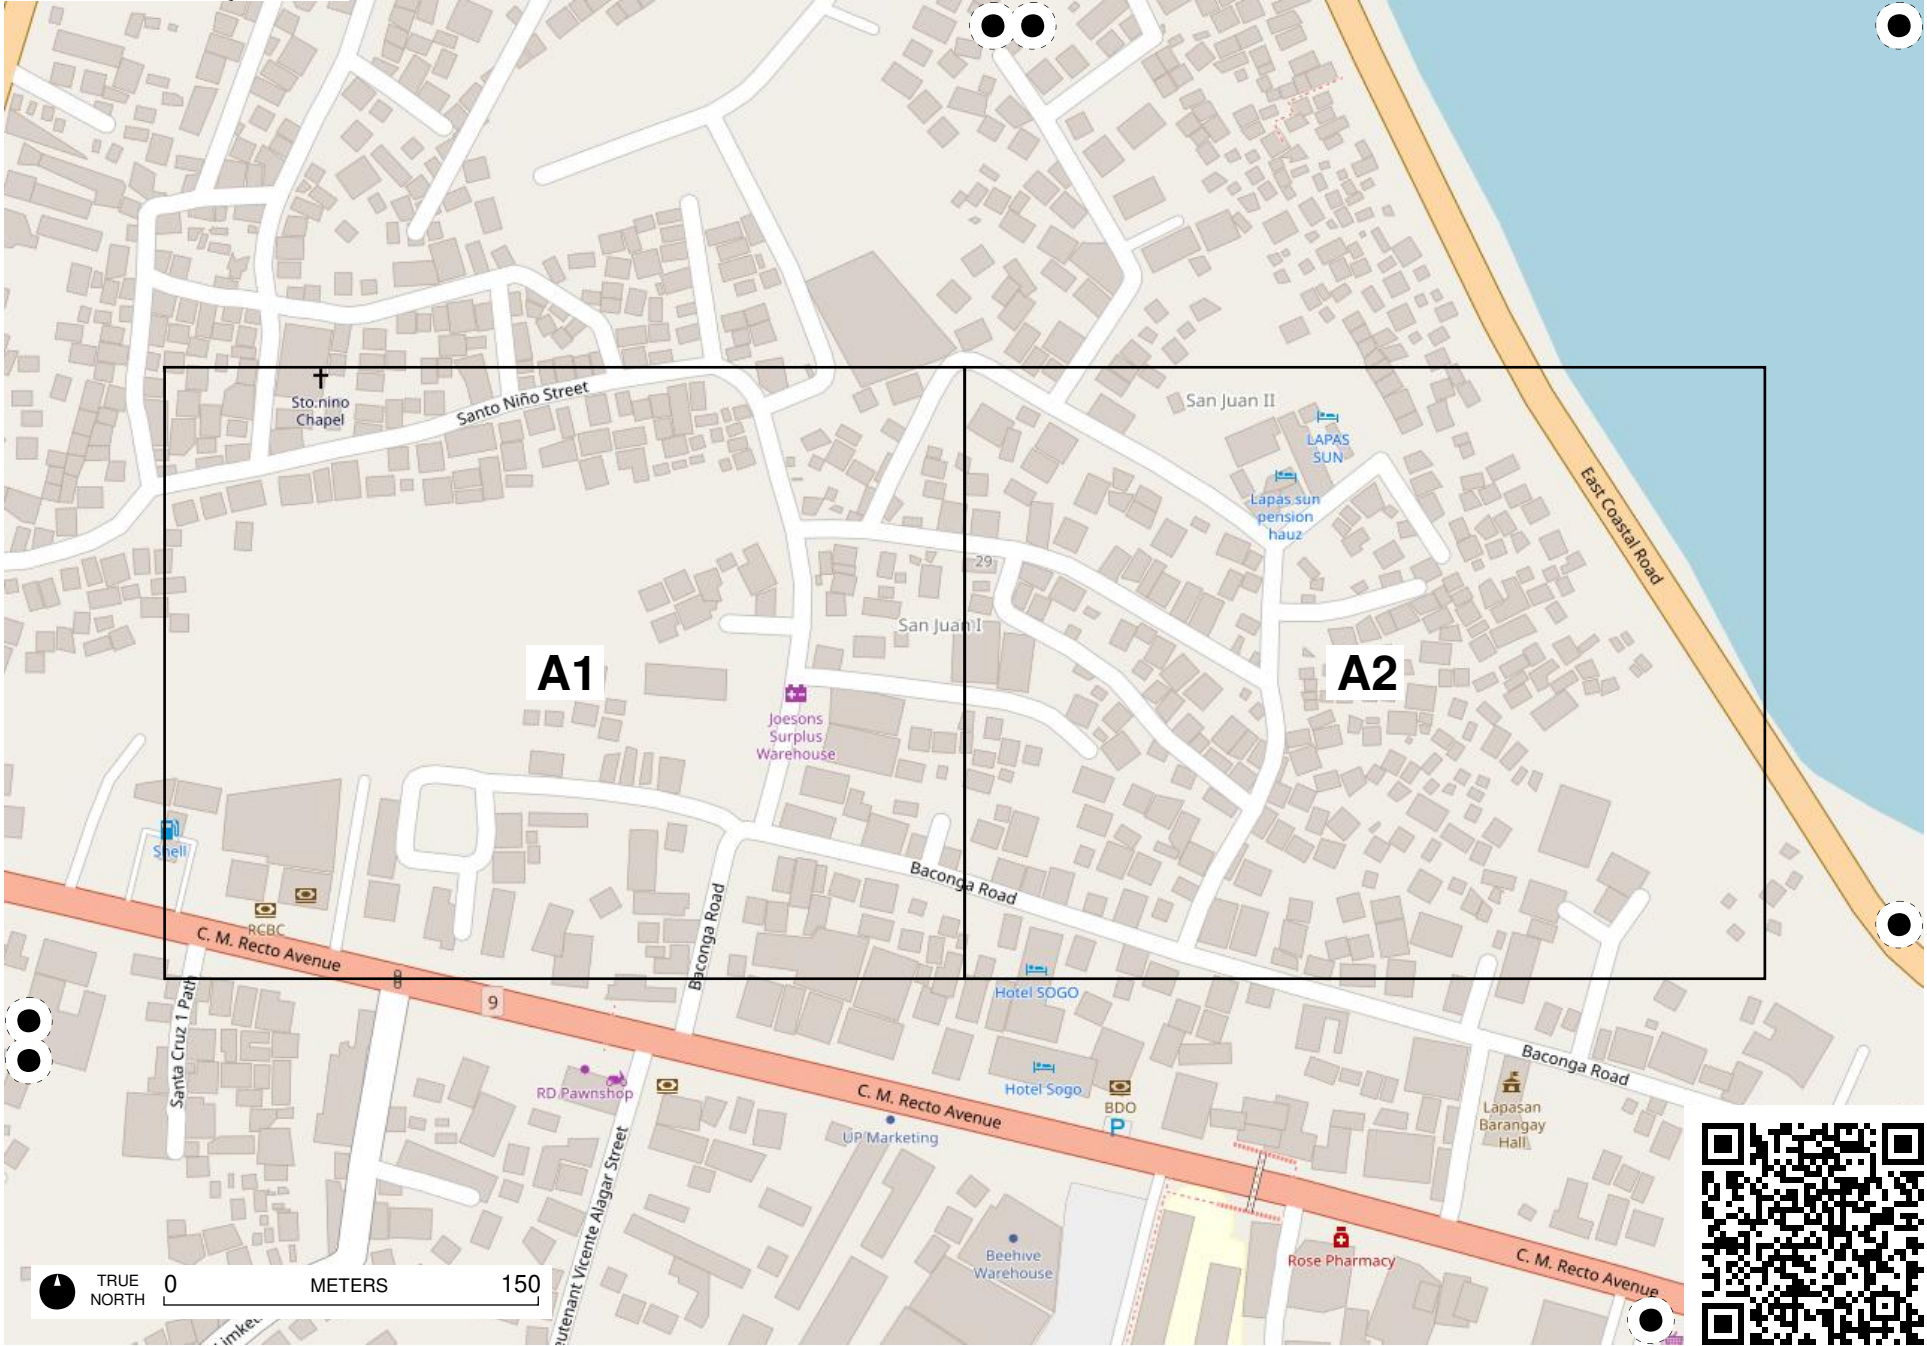 Sto.nino
Chapel
Santo Niño Street
San Juan II
LAPAS
SUN
Lapas sun
pension
hauz
East Coastal Road
29
San Juan I
A1
A2
Joesons
Surplus
Warehouse
Shell
RCBC
C. M. Recto Avenue
Baconga Road
Baconga Road
Santa Cruz 1 Path
9
Hotel SOGO
Hotel Sogo
BDO
P
RD Pawnshop
C. M. Recto Avenue
UP Marketing
Baconga Road
Lapasan
Barangay
Hall
eutenant Vicente Alagar Street
Beehive
Warehouse
Rose Pharmacy
C. M. Recto Avenue
TRUE
NORTH
0 METERS 150